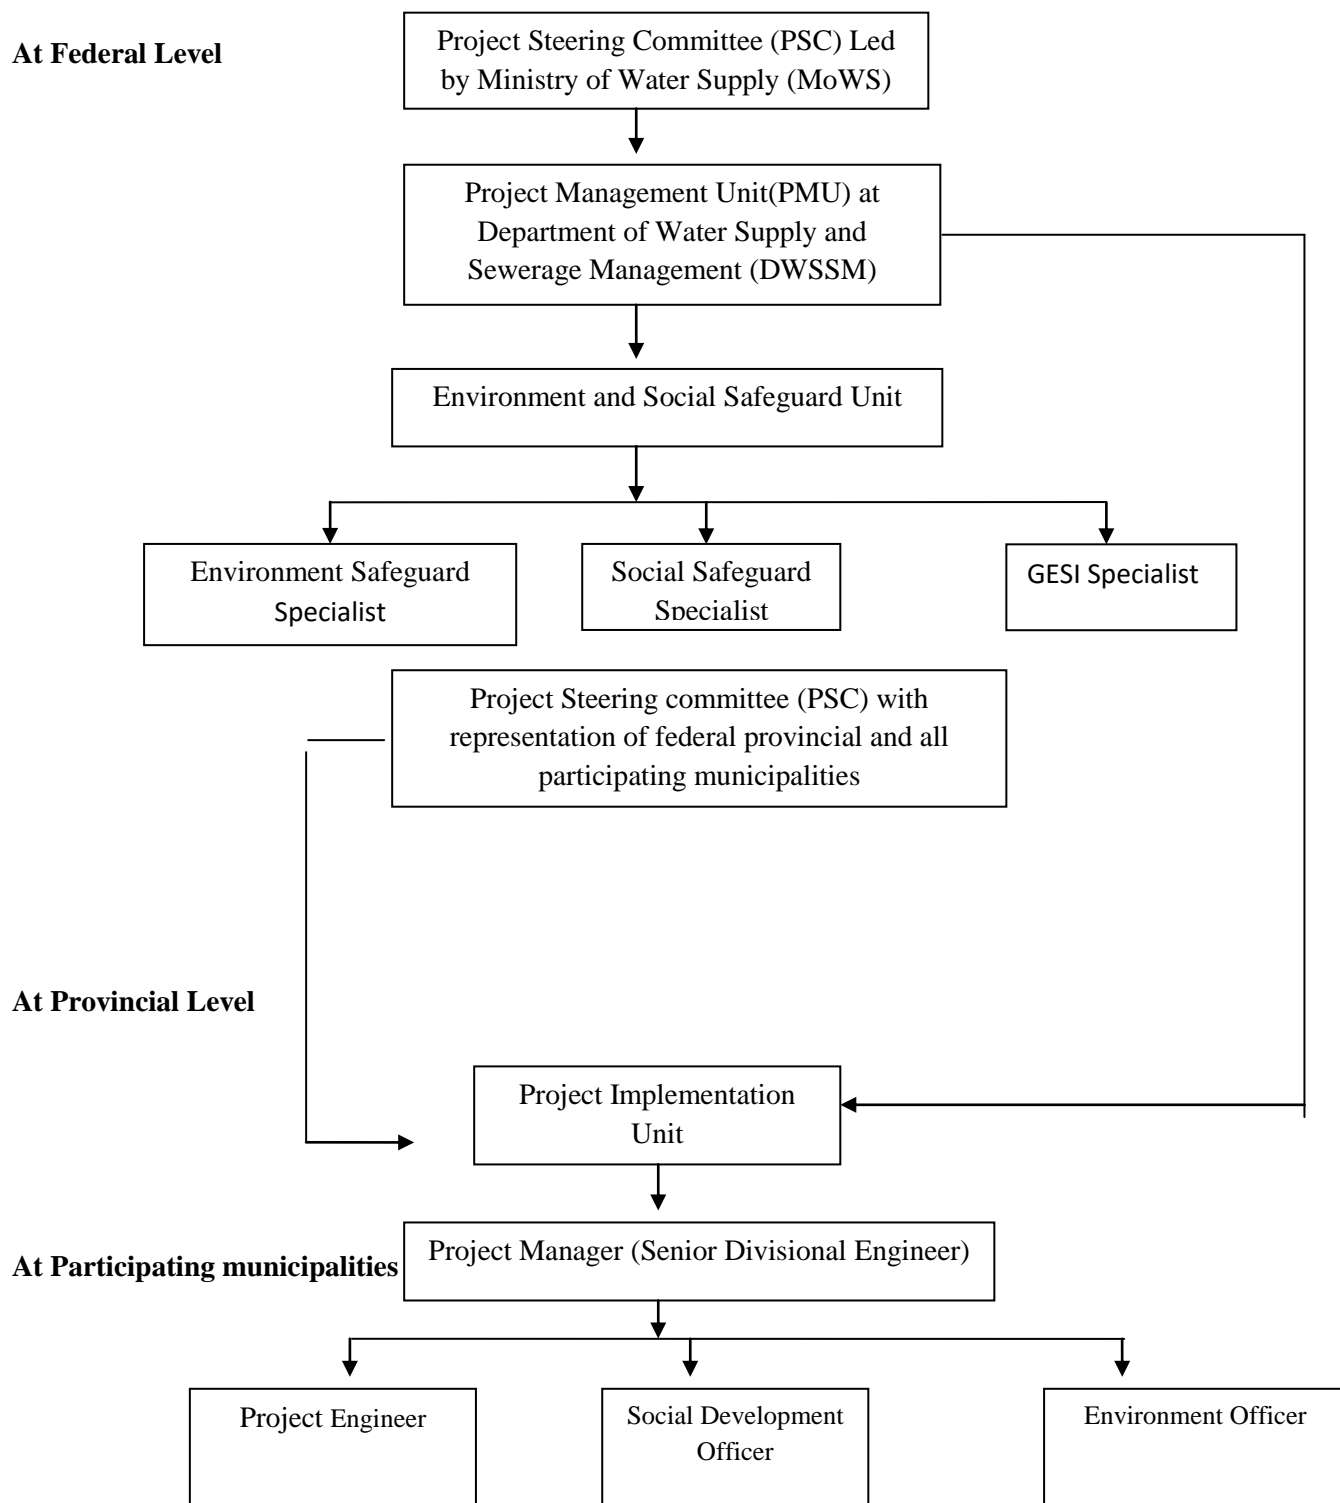 At Federal Level
Project Steering Committee (PSC) Led
by Ministry of Water Supply (MoWS)
Project Management Unit(PMU) at
Department of Water Supply and
Sewerage Management (DWSSM)
Environment and Social Safeguard Unit
Environment Safeguard
Specialist
Social Safeguard
Specialist
GESI Specialist
Project Steering committee (PSC) with
representation of federal provincial and all
participating municipalities
At Provincial Level
Project Implementation
Unit
At Participating municipalities
Project Manager (Senior Divisional Engineer)
Project Engineer
Social Development
Officer
Environment Officer